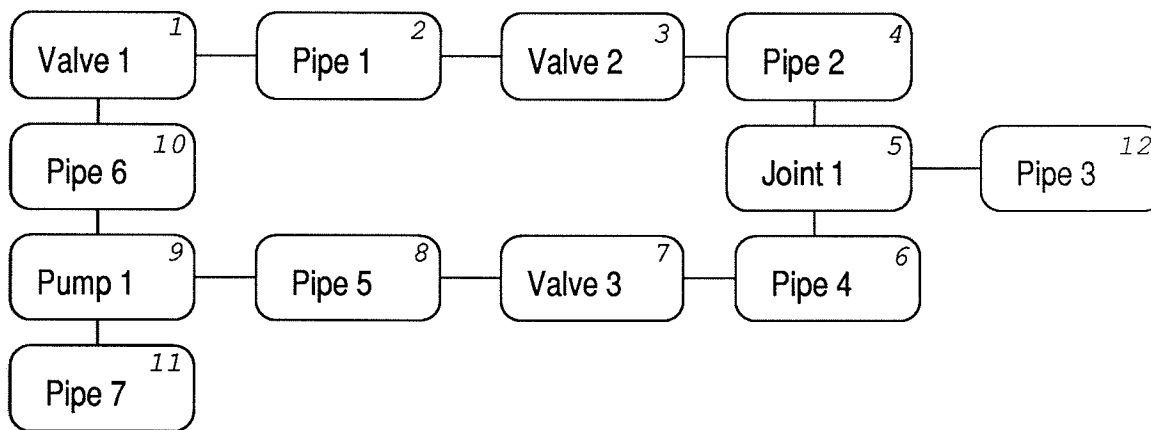 1 2 3 4
Valve 1 Pipe 1 Valve 2 Pipe 2
10 5 12
Pipe 6 Joint 1 Pipe 3
9 8 7 6
Pump 1 Pipe 5 Valve 3 Pipe 4
11
Pipe 7